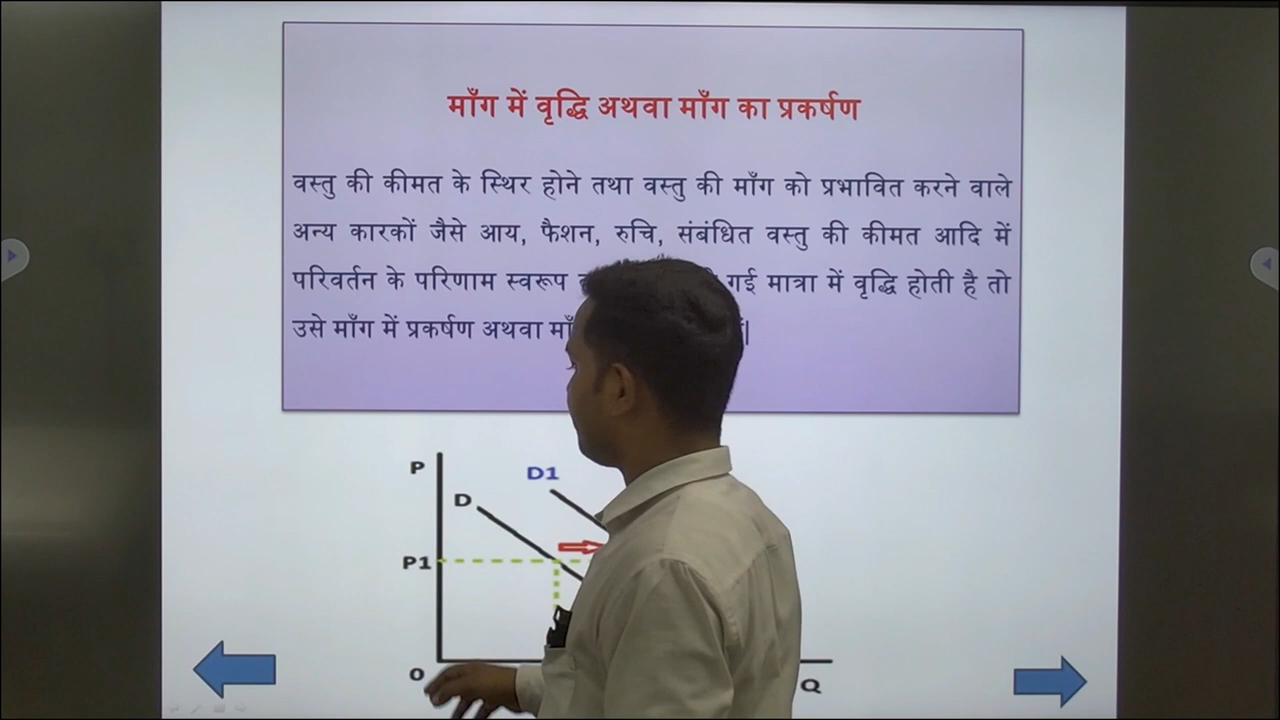 माँग में वृद्धि अथवा माँग का प्रकर्षण
वस्तु की कीमत के स्थिर होने तथा वस्तु की माँग को प्रभावित करने वाले
अन्य कारकों जैसे आय, फैशन, रुचि, संबंधित वस्तु की कीमत आदि में
परिवर्तन के परिणाम स्वरूप गई मात्रा में वृद्धि होती है तो
उसे माँग में प्रकर्षण अथवा
P
D1
D
P1
0
Q